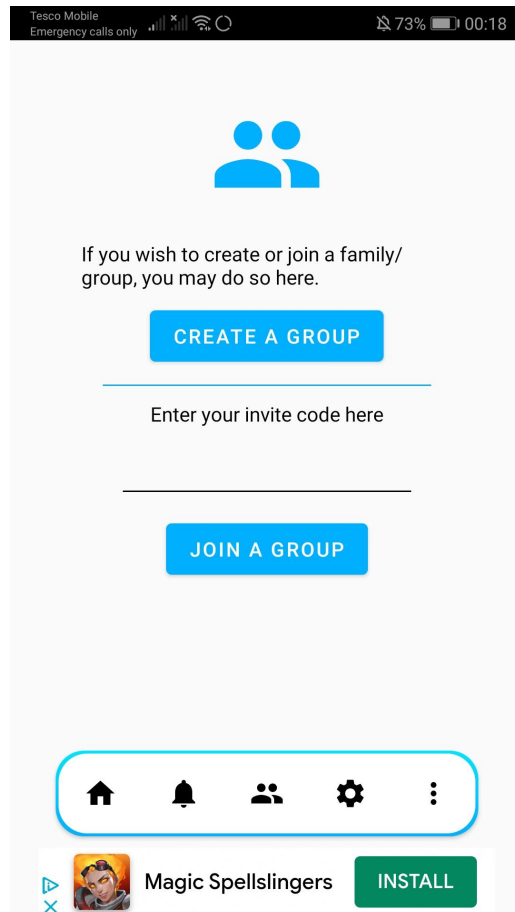 Tesco Mobile
Emergency calls only
73% 00:18
If you wish to create or join a family/
group, you may do so here.
CREATE A GROUP
Enter your invite code here
JOIN A GROUP
Magic Spellslingers
INSTALL